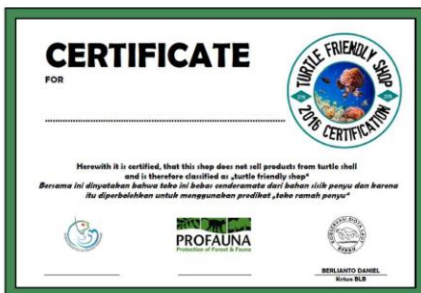 CERTIFICATE
FOR
TURTLE FRIENDLY SHOP
2016 CERTIFICATION
Herewith it is certified, that this shop does not sell products from turtle shell
and is therefore classified as „turtle friendly shop“
Bersama ini dinyatakan bahwa toko ini bebas cenderamata dari bahan sisik penyu dan karena
itu diperbolehkan untuk menggunakan predikat „toko ramah penyu“
PROFAUNA
Protection of Forest & Fauna
BERLIANTO DANIEL
Ketua BLB